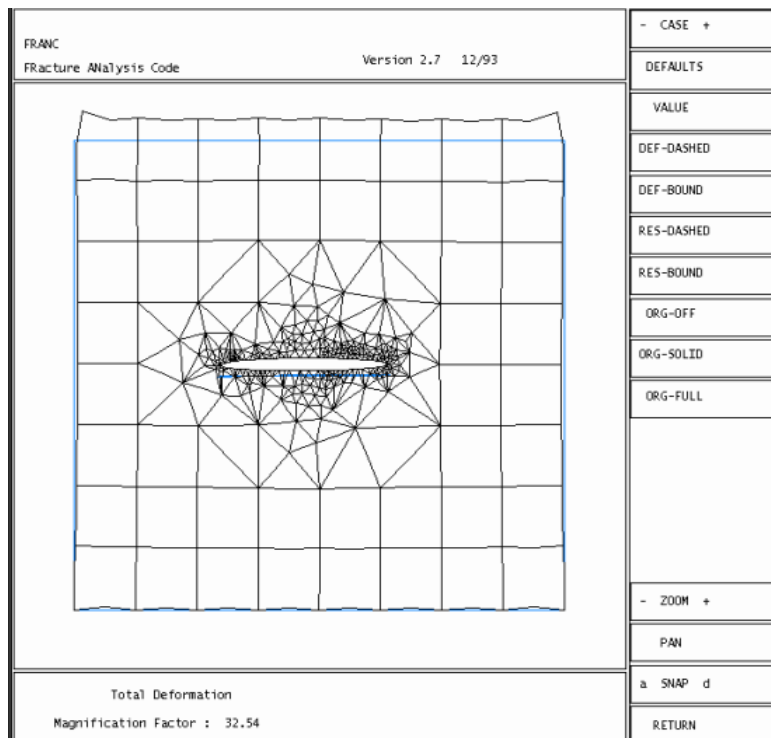 FRANC
FRacture ANalysis Code
Version 2.7 12/93
- CASE +
DEFAULTS
VALUE
DEF-DASHED
DEF-BOUND
RES-DASHED
RES-BOUND
ORG-OFF
ORG-SOLID
ORG-FULL
- ZOOM +
PAN
a SNAP d
RETURN
Total Deformation
Magnification Factor : 32.54